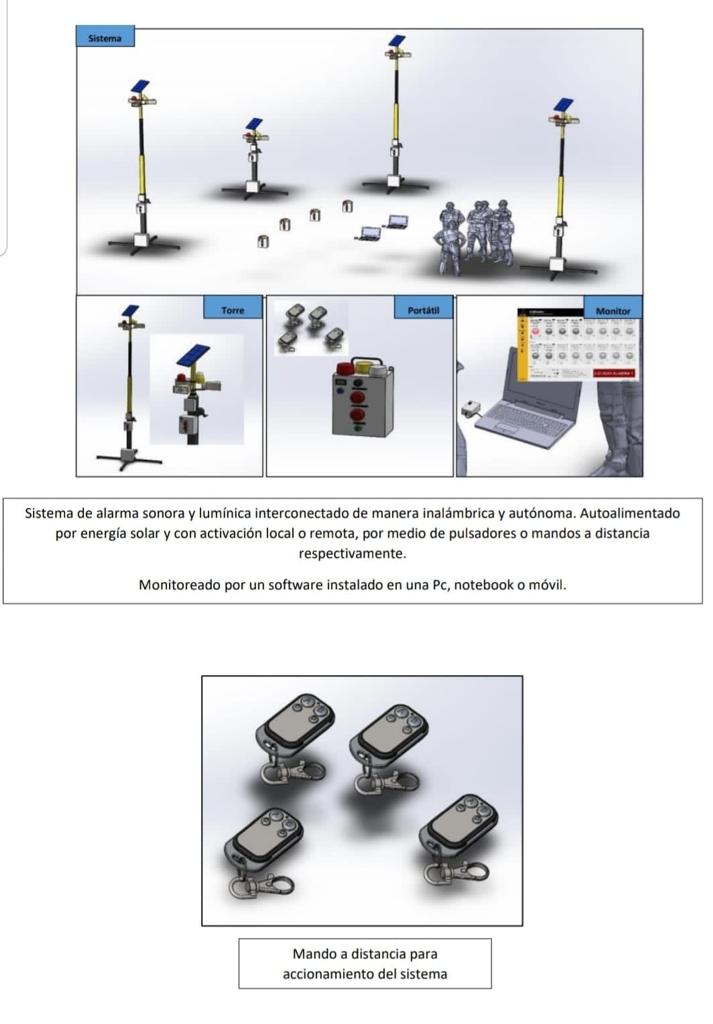 Sistema
Torre
Portátil
Monitor
Sistema de alarma sonora y lumínica interconectado de manera inalámbrica y autónoma. Autoalimentado
por energía solar y con activación local o remota, por medio de pulsadores o mandos a distancia
respectivamente.
Monitoreado por un software instalado en una Pc, notebook o móvil.
Mando a distancia para
accionamiento del sistema